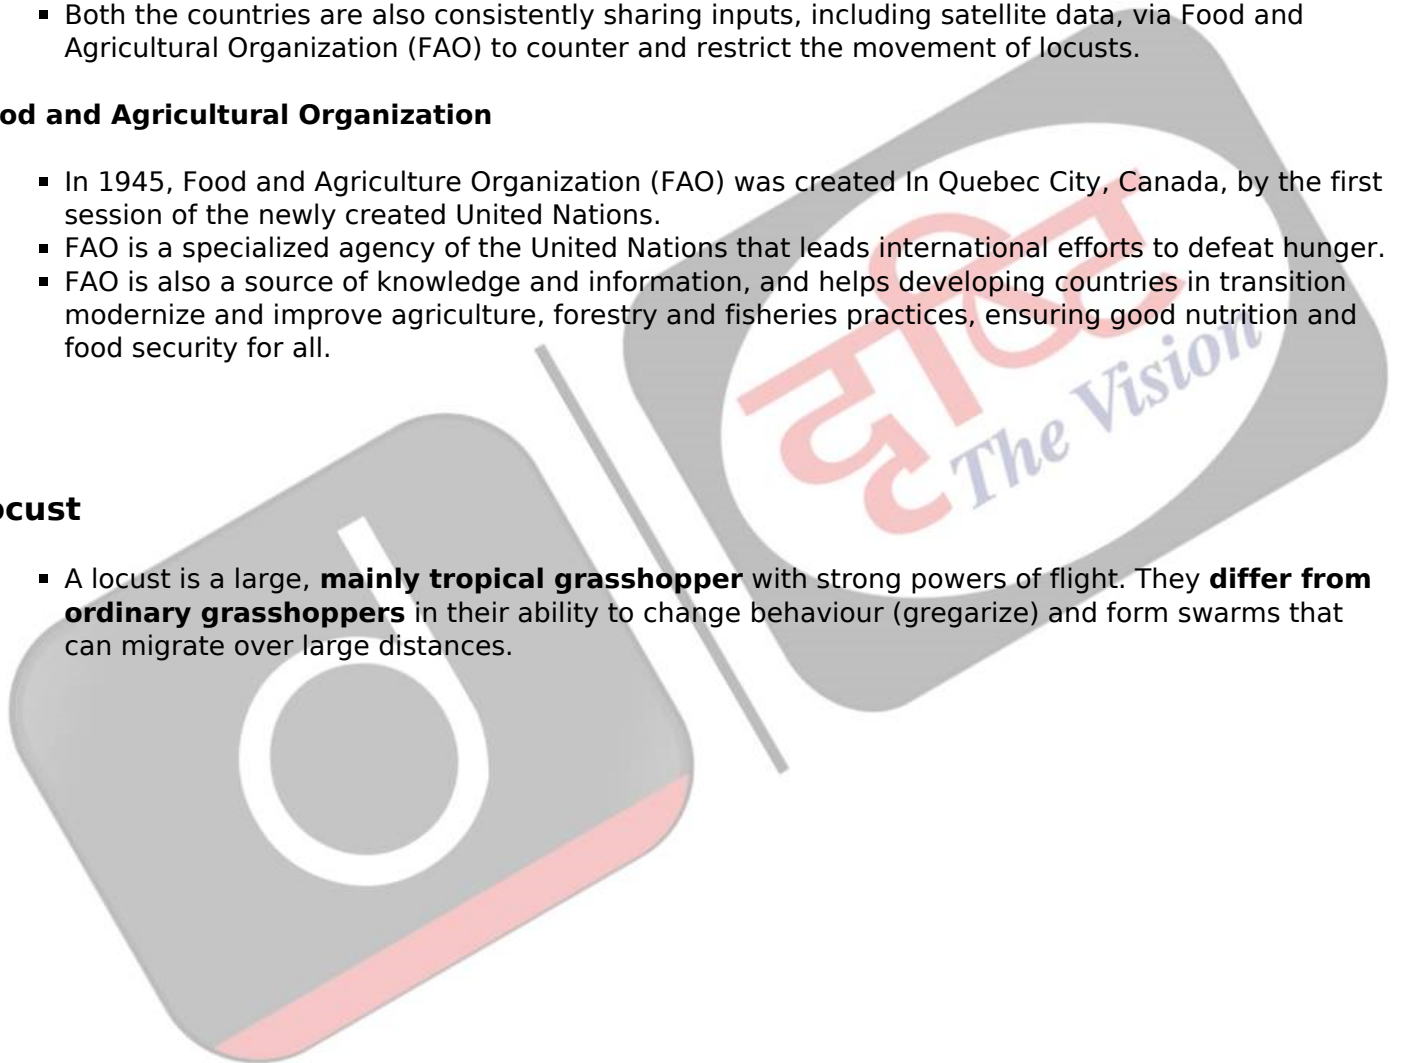 Both the countries are also consistently sharing inputs, including satellite data, via Food and
Agricultural Organization (FAO) to counter and restrict the movement of locusts.
od and Agricultural Organization
In 1945, Food and Agriculture Organization (FAO) was created In Quebec City, Canada, by the first
session of the newly created United Nations.
FAO is a specialized agency of the United Nations that leads international efforts to defeat hunger.
FAO is also a source of knowledge and information, and helps developing countries in transition
modernize and improve agriculture, forestry and fisheries practices, ensuring good nutrition and
food security for all.
दृष्टि
The Vision
ocust
A locust is a large, mainly tropical grasshopper with strong powers of flight. They differ from
ordinary grasshoppers in their ability to change behaviour (gregarize) and form swarms that
can migrate over large distances.
d